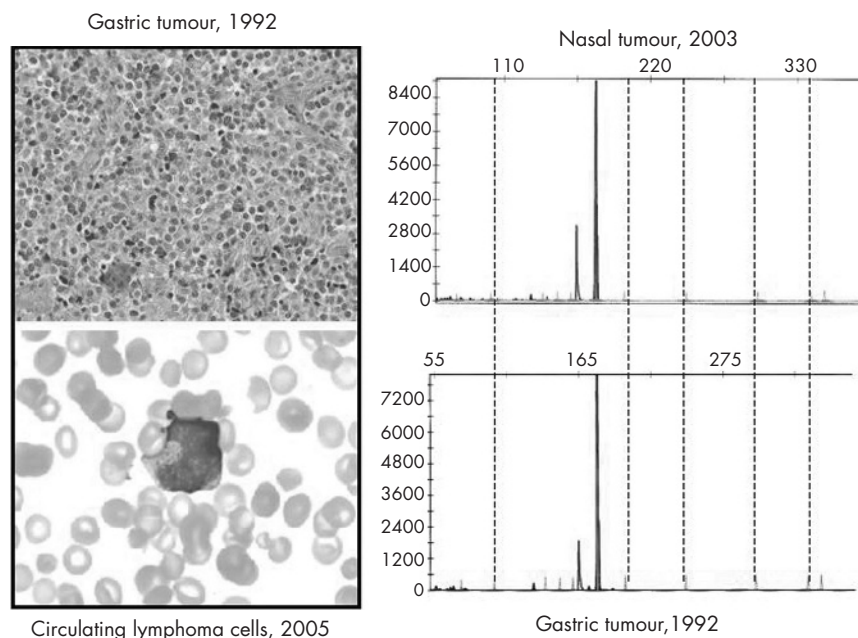 Gastric tumour, 1992
Circulating lymphoma cells, 2005
Nasal tumour, 2003
110 220 330
8400
7000
5600
4200
2800
1400
0
55 165 275
7200
6000
4800
3600
2400
1200
0
Gastric tumour,1992